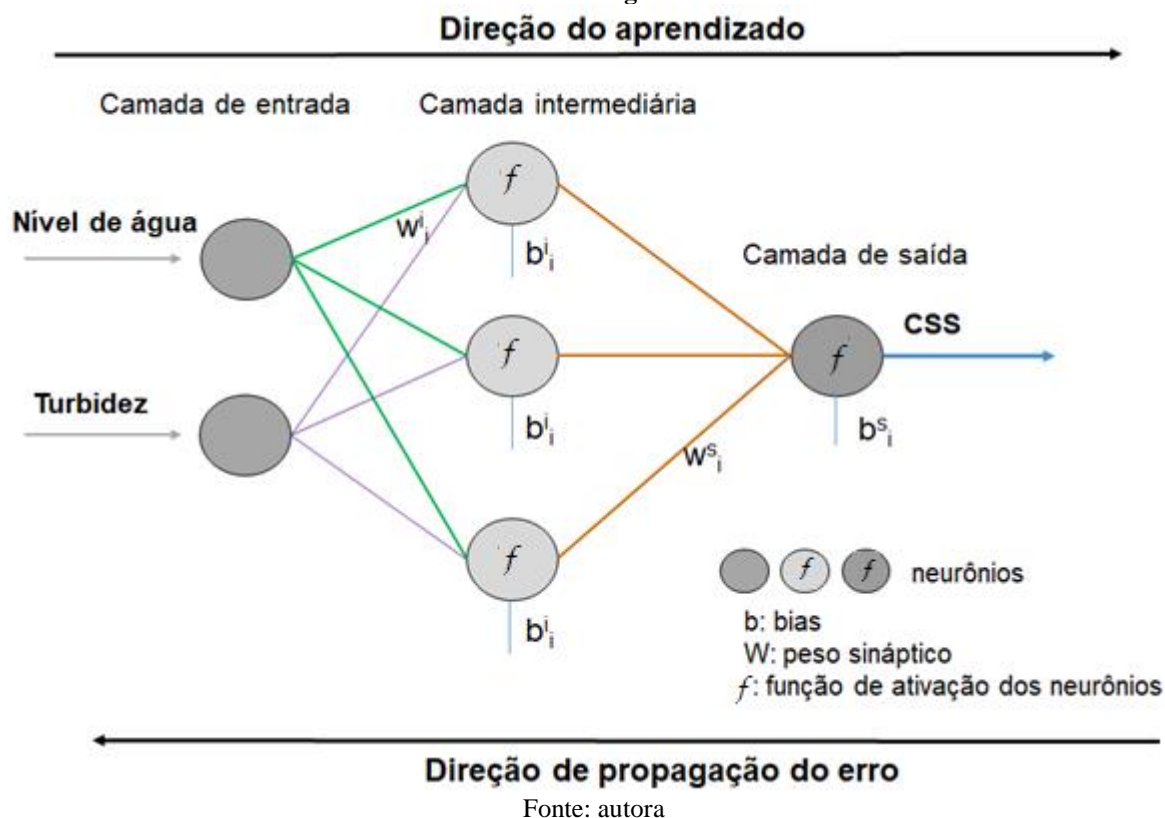 Direção do aprendizado
Camada de entrada
Camada intermediária
f
Nível de água
Wⁱᵢ
bⁱᵢ
Camada de saída
CSS
f
f
Turbidez
bⁱᵢ
bˢᵢ
Wˢᵢ
f
f f neurônios
bⁱᵢ
b: bias
W: peso sináptico
f: função de ativação dos neurônios
Direção de propagação do erro
Fonte: autora